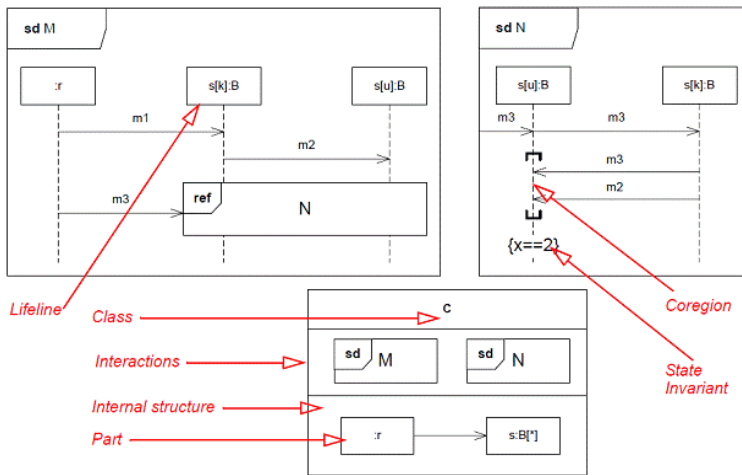 sd M
:r
s[k]:B
s[u]:B
m1
m2
m3
ref
N
sd N
s[u]:B
s[k]:B
m3
m3
m3
m2
{x==2}
Lifeline
Class
Interactions
Internal structure
Part
Coregion
State
Invariant
C
sd
M
sd
N
:r
s:B[*]